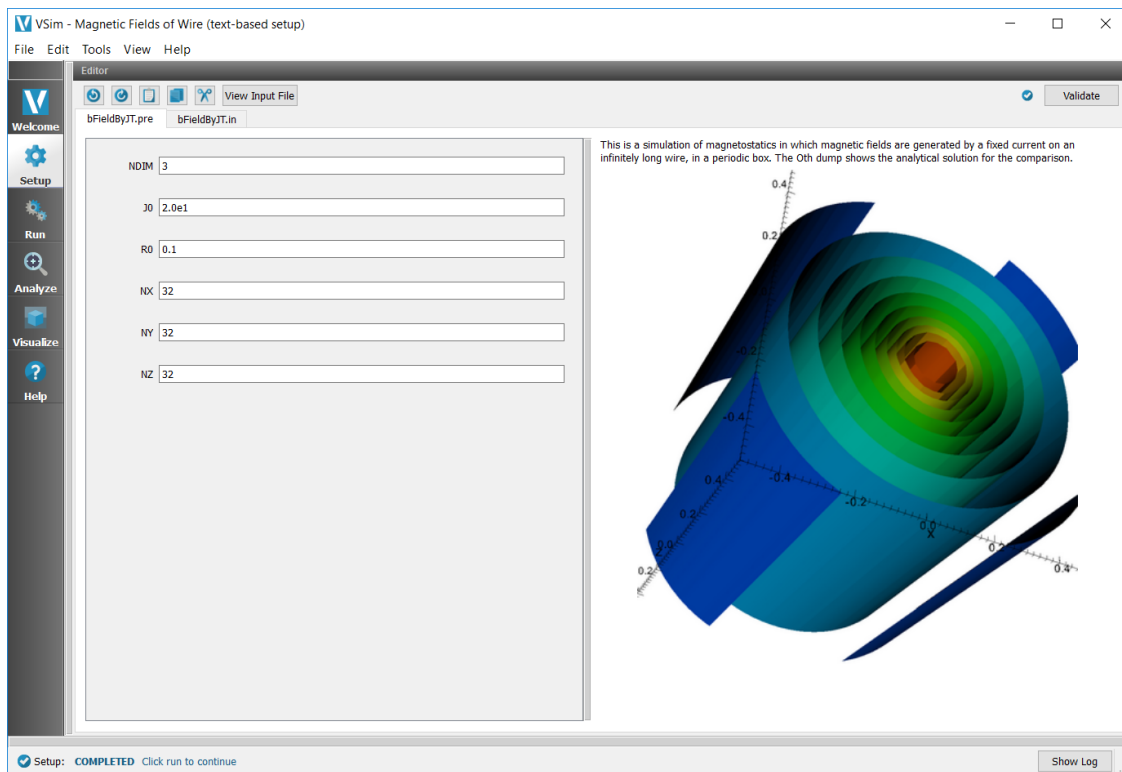 VSim - Magnetic Fields of Wire (text-based setup)
File Edit Tools View Help
Editor
View Input File
Validate
bFieldByJT.pre bFieldByJT.in
Welcome
Setup
Run
Analyze
Visualize
Help
NDIM 3
J0 2.0e1
R0 0.1
NX 32
NY 32
NZ 32
This is a simulation of magnetostatics in which magnetic fields are generated by a fixed current on an
infinitely long wire, in a periodic box. The 0th dump shows the analytical solution for the comparison.
0.4
0.2
-0.2
-0.4
0.4
0.2
0.0
0.2
-0.4
-0.2
0.0
X
0.2
0.4
Setup: COMPLETED Click run to continue
Show Log